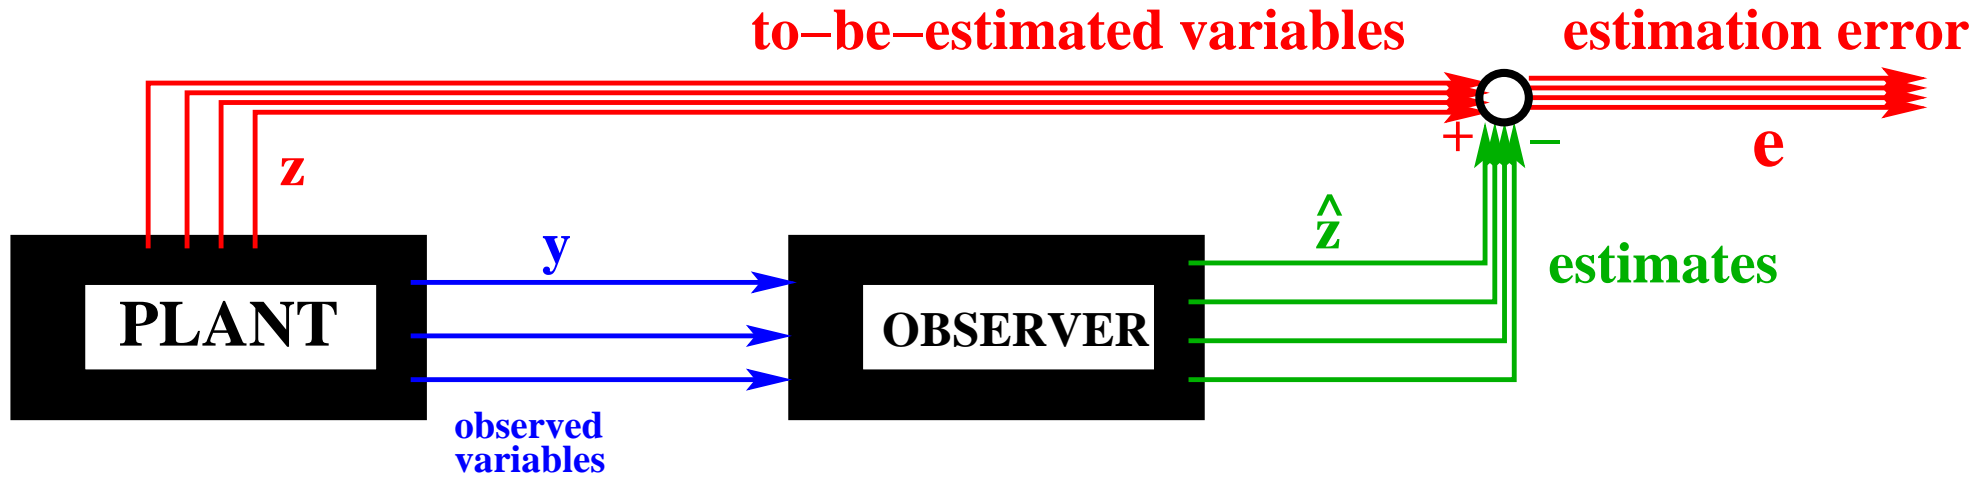 to−be−estimated variables
estimation error
+
−
e
z
ẑ
y
estimates
PLANT
OBSERVER
observed
variables